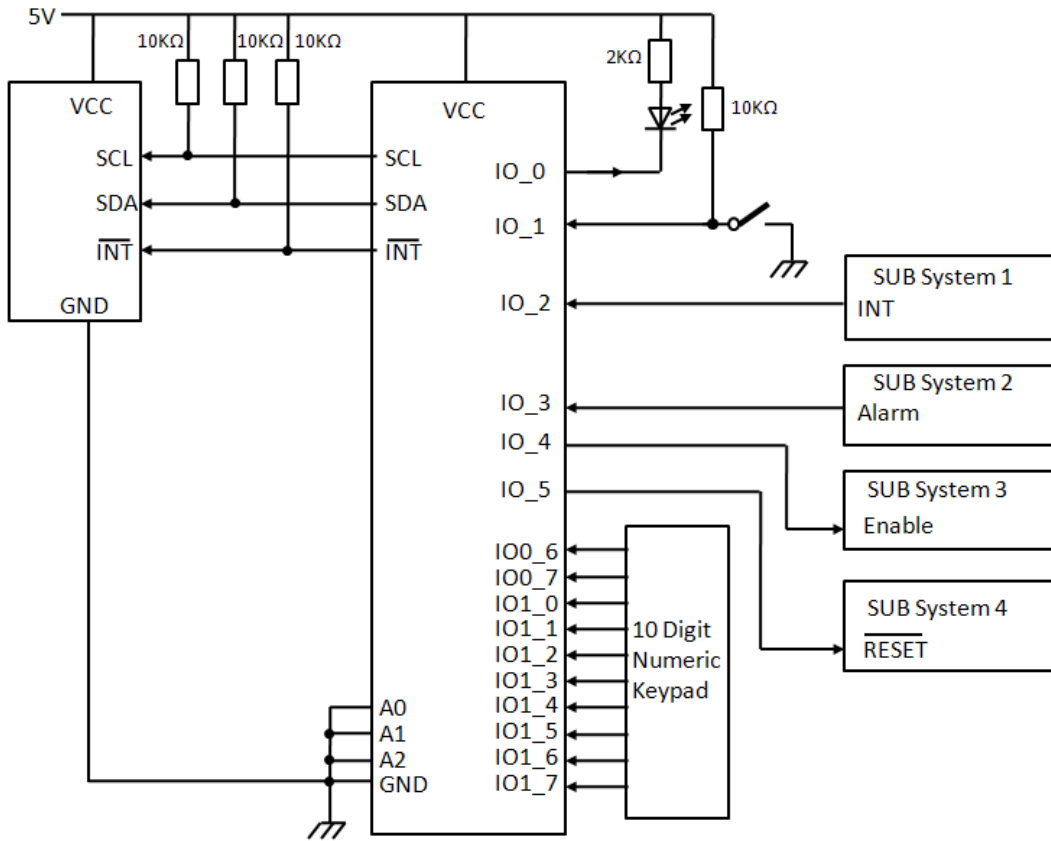 5V
10KΩ 10KΩ 10KΩ
2KΩ
10KΩ
VCC
SCL
SDA
INT
GND
VCC
SCL
SDA
INT
A0
A1
A2
GND
IO_0
IO_1
IO_2
IO_3
IO_4
IO_5
IO0_6
IO0_7
IO1_0
IO1_1
IO1_2
IO1_3
IO1_4
IO1_5
IO1_6
IO1_7
10 Digit
Numeric
Keypad
SUB System 1
INT
SUB System 2
Alarm
SUB System 3
Enable
SUB System 4
RESET